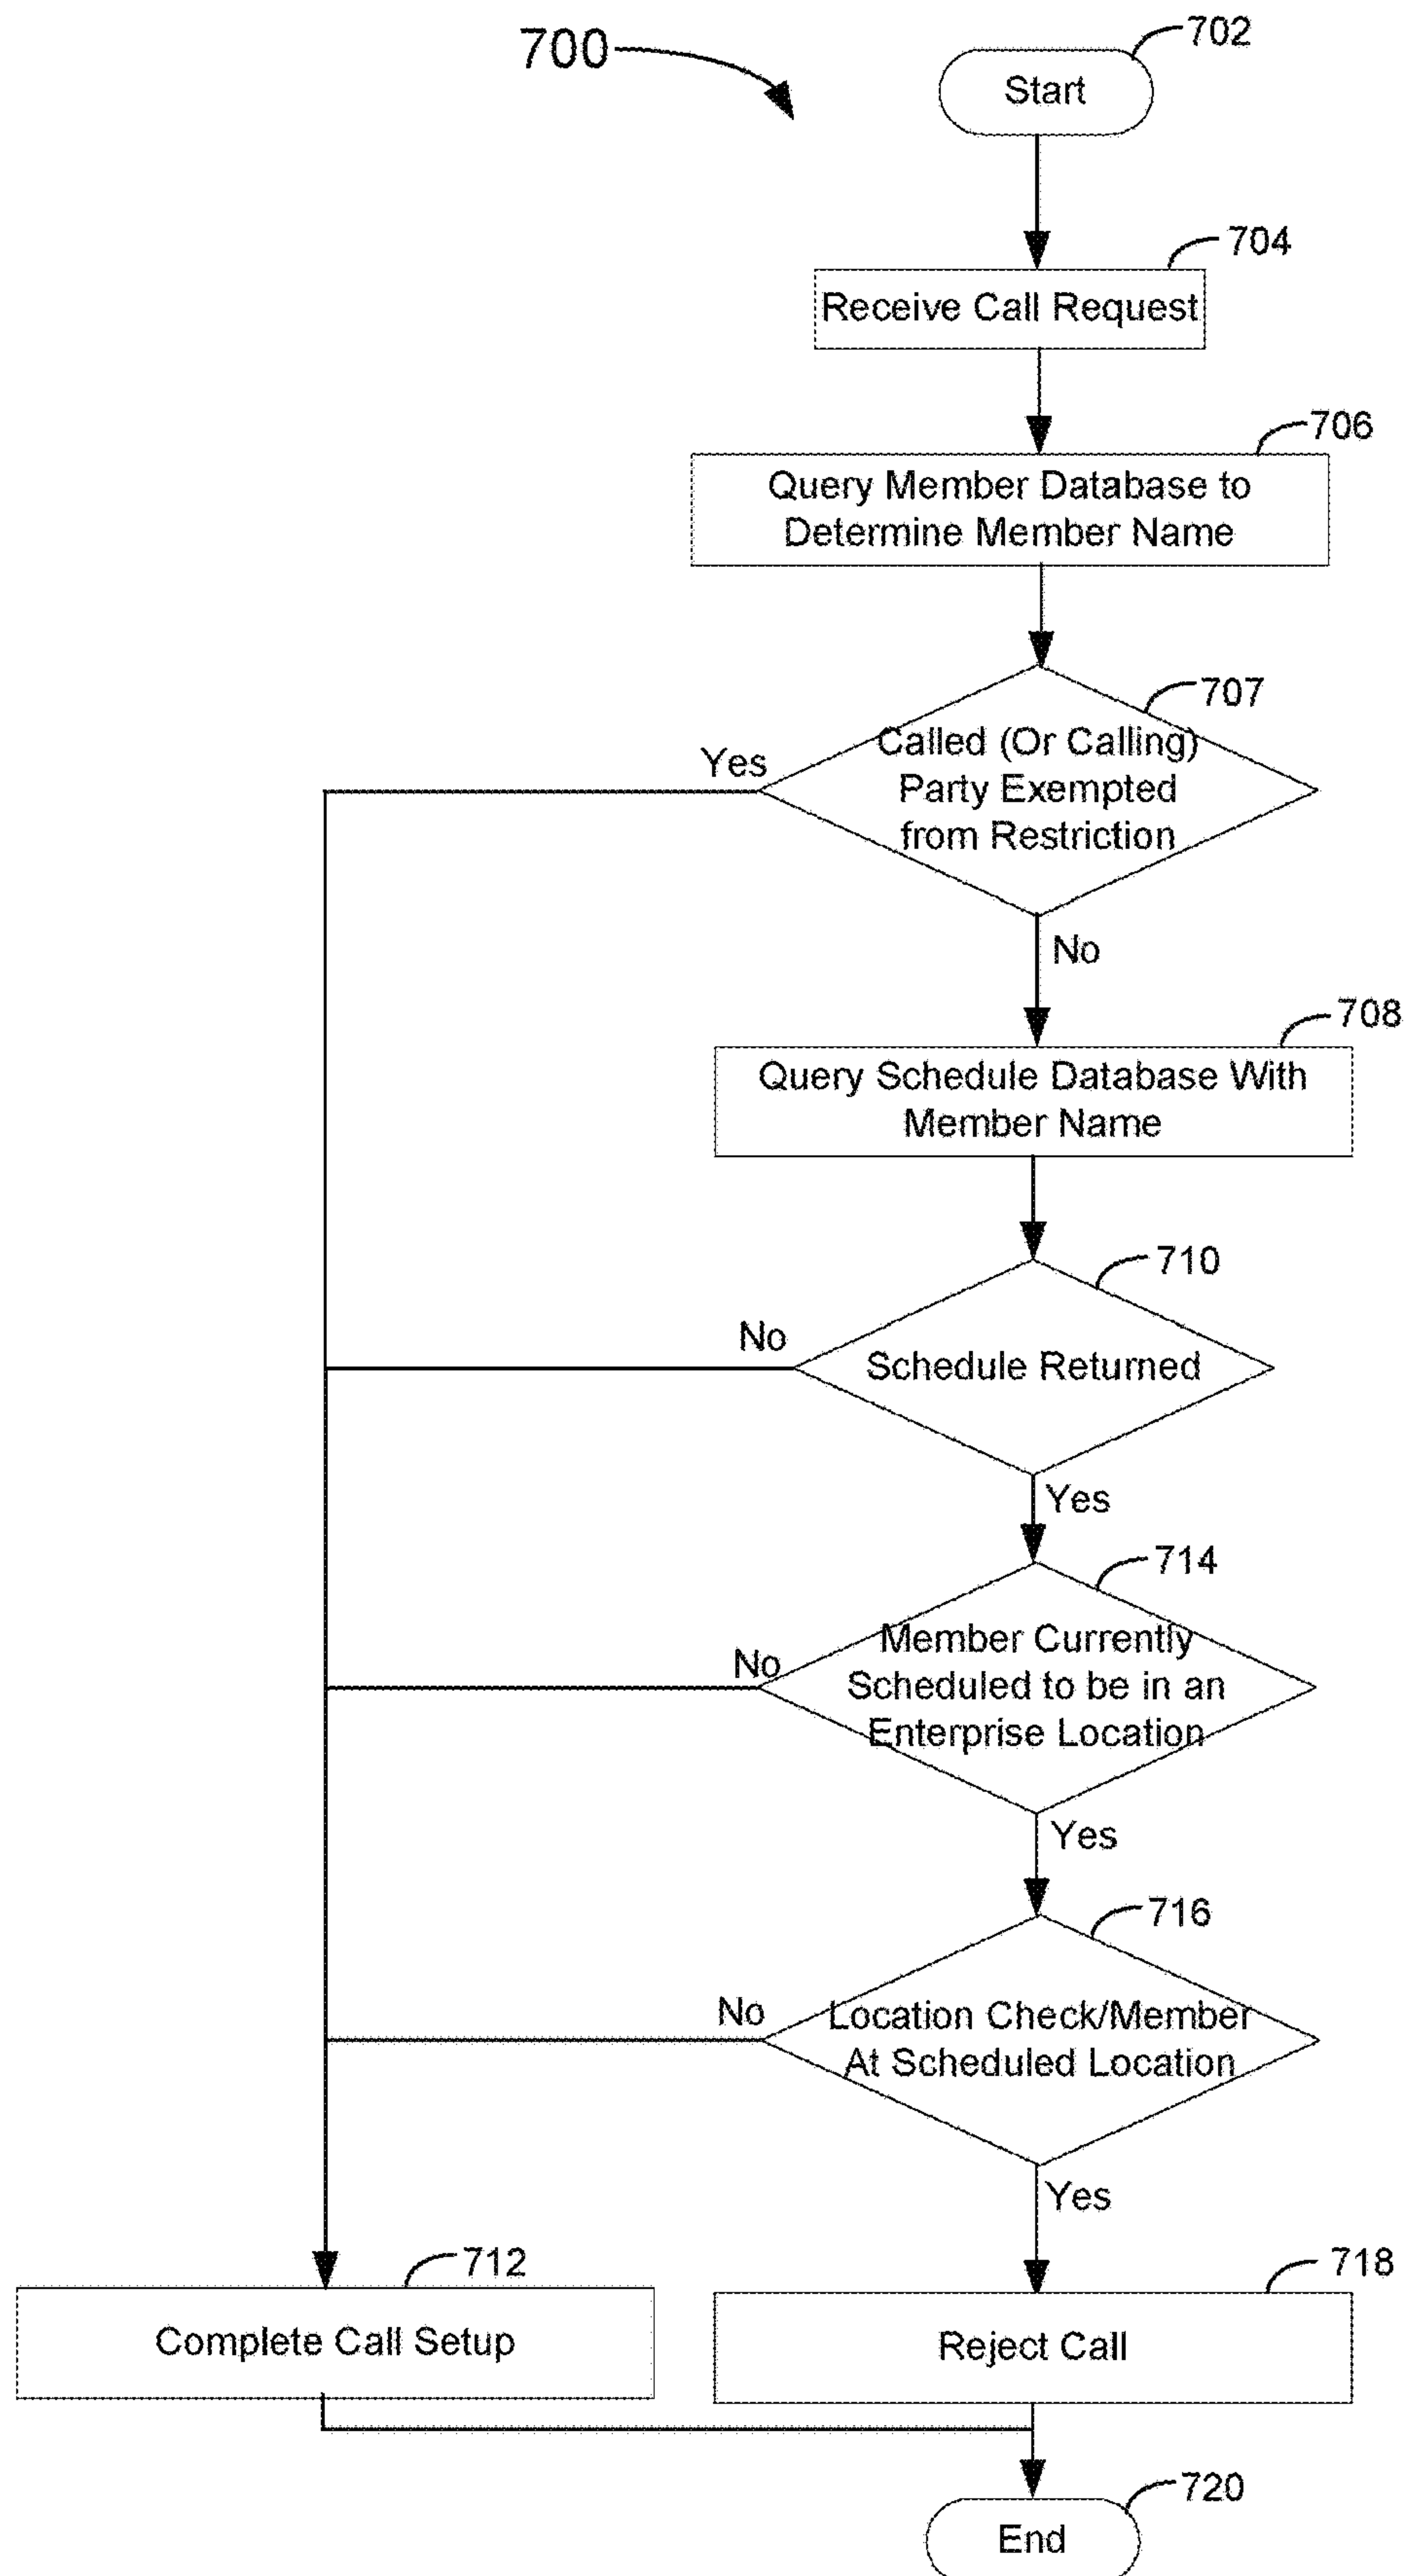 700
702
Start
704
Receive Call Request
706
Query Member Database to
Determine Member Name
707
Called (Or Calling)
Party Exempted
from Restriction
Yes
No
708
Query Schedule Database With
Member Name
710
No
Schedule Returned
Yes
714
Member Currently
Scheduled to be in an
Enterprise Location
No
Yes
716
No
Location Check/Member
At Scheduled Location
Yes
712
Complete Call Setup
718
Reject Call
720
End